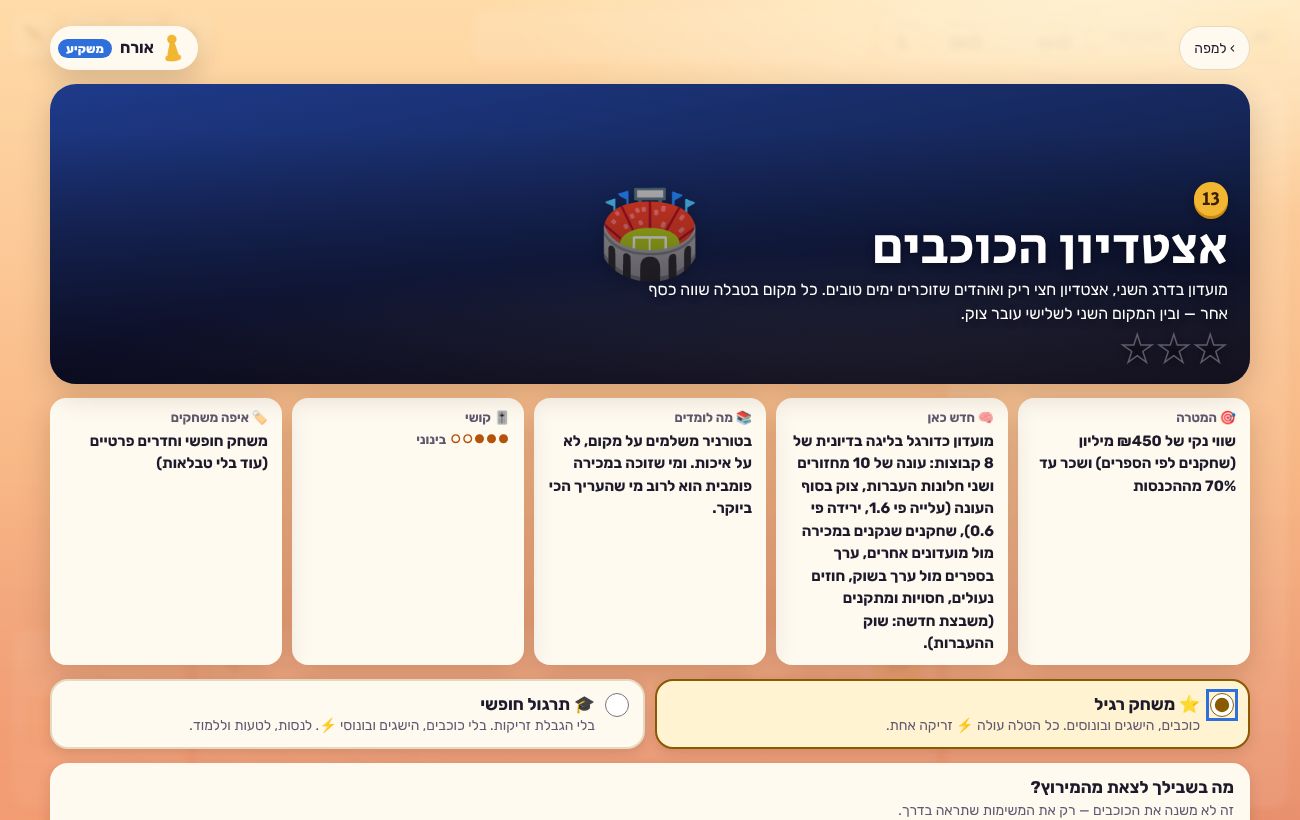 ‹ למפה
אורח משקיע
13
אצטדיון הכוכבים
מועדון בדרג השני, אצטדיון חצי ריק ואוהדים שזוכרים ימים טובים. כל מקום בטבלה שווה כסף
אחר – ובין המקום השני לשלישי עובר צוק.
🎯 המטרה
שווי נקי של ₪450 מיליון
(שחקנים לפי הספרים) ושכר עד
70% מההכנסות
🧠 חדש כאן
מועדון כדורגל בליגה בדיונית של
8 קבוצות: עונה של 10 מחזורים
ושני חלונות העברות, צוק בסוף
העונה (עלייה פי 1.6, ירידה פי
0.6), שחקנים שנקנים במכירה
מול מועדונים אחרים, ערך
בספרים מול ערך בשוק, חוזים
נעולים, חסויות ומתקנים
(משבצת חדשה: שוק
ההעברות).
📚 מה לומדים
בטורניר משלמים על מקום, לא
על איכות. ומי שזוכה במכירה
פומבית הוא לרוב מי שהעריך הכי
ביוקר.
🎚️ קושי
בינוני
🏷️ איפה משחקים
משחק חופשי וחדרים פרטיים
(עוד בלי טבלאות)
⭐ משחק רגיל
כוכבים, הישגים ובונוסים. כל הטלה עולה ⚡ זריקה אחת.
🎓 תרגול חופשי
בלי הגבלת זריקות. בלי כוכבים, הישגים ובונוסי ⚡. לנסות, לטעות וללמוד.
מה בשבילך לצאת מהמירוץ?
זה לא משנה את הכוכבים – רק את המשימות שתראה בדרך.